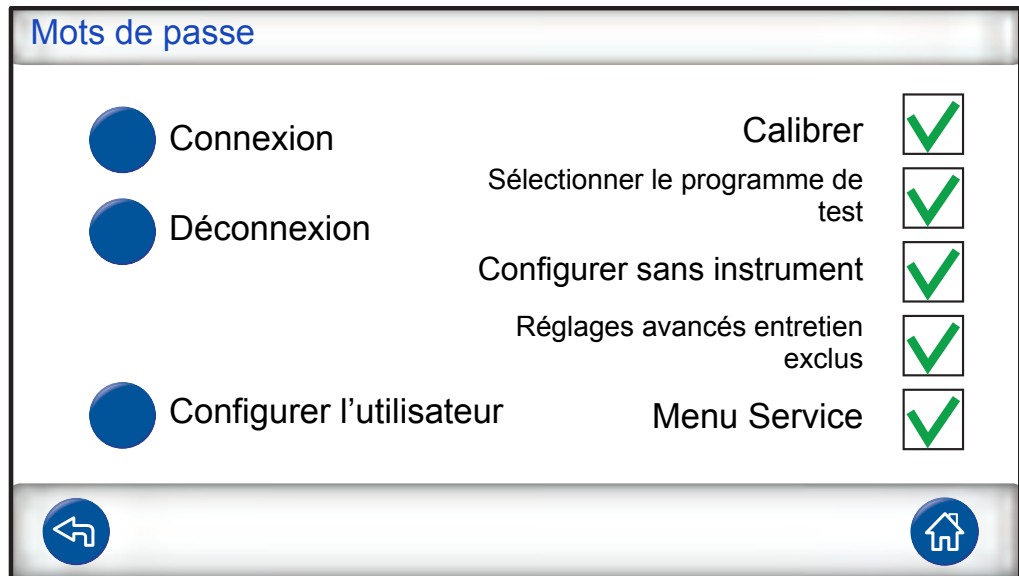 Mots de passe
Connexion
Déconnexion
Configurer l’utilisateur
Calibrer
Sélectionner le programme de
test
Configurer sans instrument
Réglages avancés entretien
exclus
Menu Service